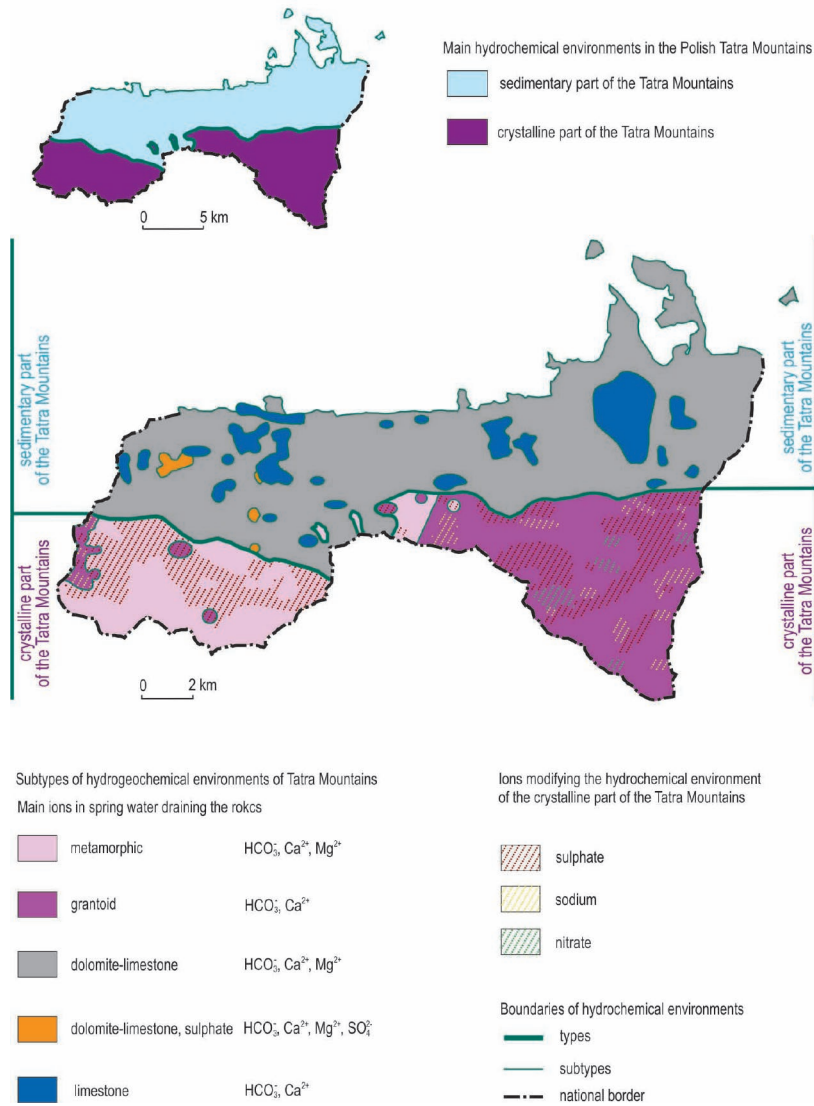 Main hydrochemical environments in the Polish Tatra Mountains
sedimentary part of the Tatra Mountains
crystalline part of the Tatra Mountains
0 5 km
sedimentary part
of the Tatra Mountains
sedimentary part
of the Tatra Mountains
crystalline part
of the Tatra Mountains
crystalline part
of the Tatra Mountains
0 2 km
Subtypes of hydrogeochemical environments of Tatra Mountains
Main ions in spring water draining the rokcs
metamorphic HCO₃⁻, Ca²⁺, Mg²⁺
grantoid HCO₃⁻, Ca²⁺
dolomite-limestone HCO₃⁻, Ca²⁺, Mg²⁺
dolomite-limestone, sulphate HCO₃⁻, Ca²⁺, Mg²⁺, SO₄²⁻
limestone HCO₃⁻, Ca²⁺
Ions modifying the hydrochemical environment
of the crystalline part of the Tatra Mountains
sulphate
sodium
nitrate
Boundaries of hydrochemical environments
types
subtypes
national border